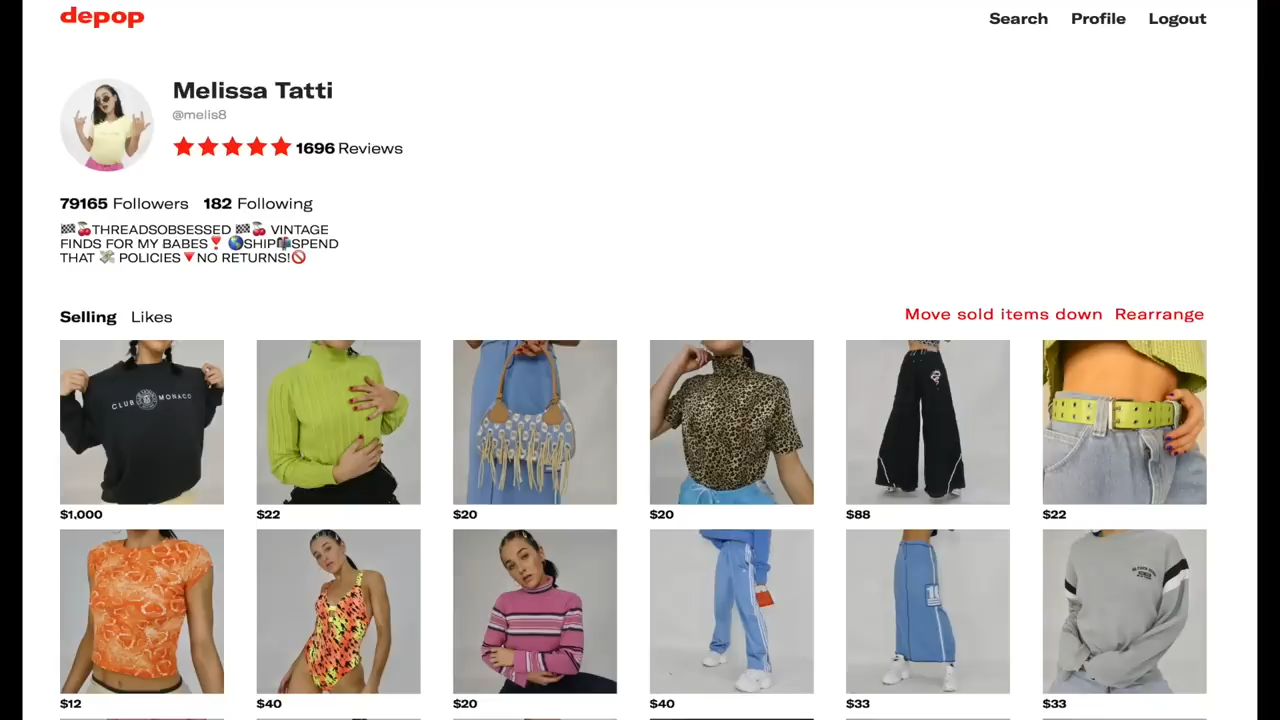 depop
Search Profile Logout
Melissa Tatti
@melis8
1696 Reviews
79165 Followers 182 Following
🏁🍒THREADSOBSESSED 🏁🍒 VINTAGE
FINDS FOR MY BABES❣️ 🌎SHIP📬SPEND
THAT 💸 POLICIES🔻NO RETURNS!🚫
Selling Likes
Move sold items down Rearrange
CLUB MONACO
$1,000 $22 $20 $20 $88 $22
$12 $40 $20 $40 $33 $33